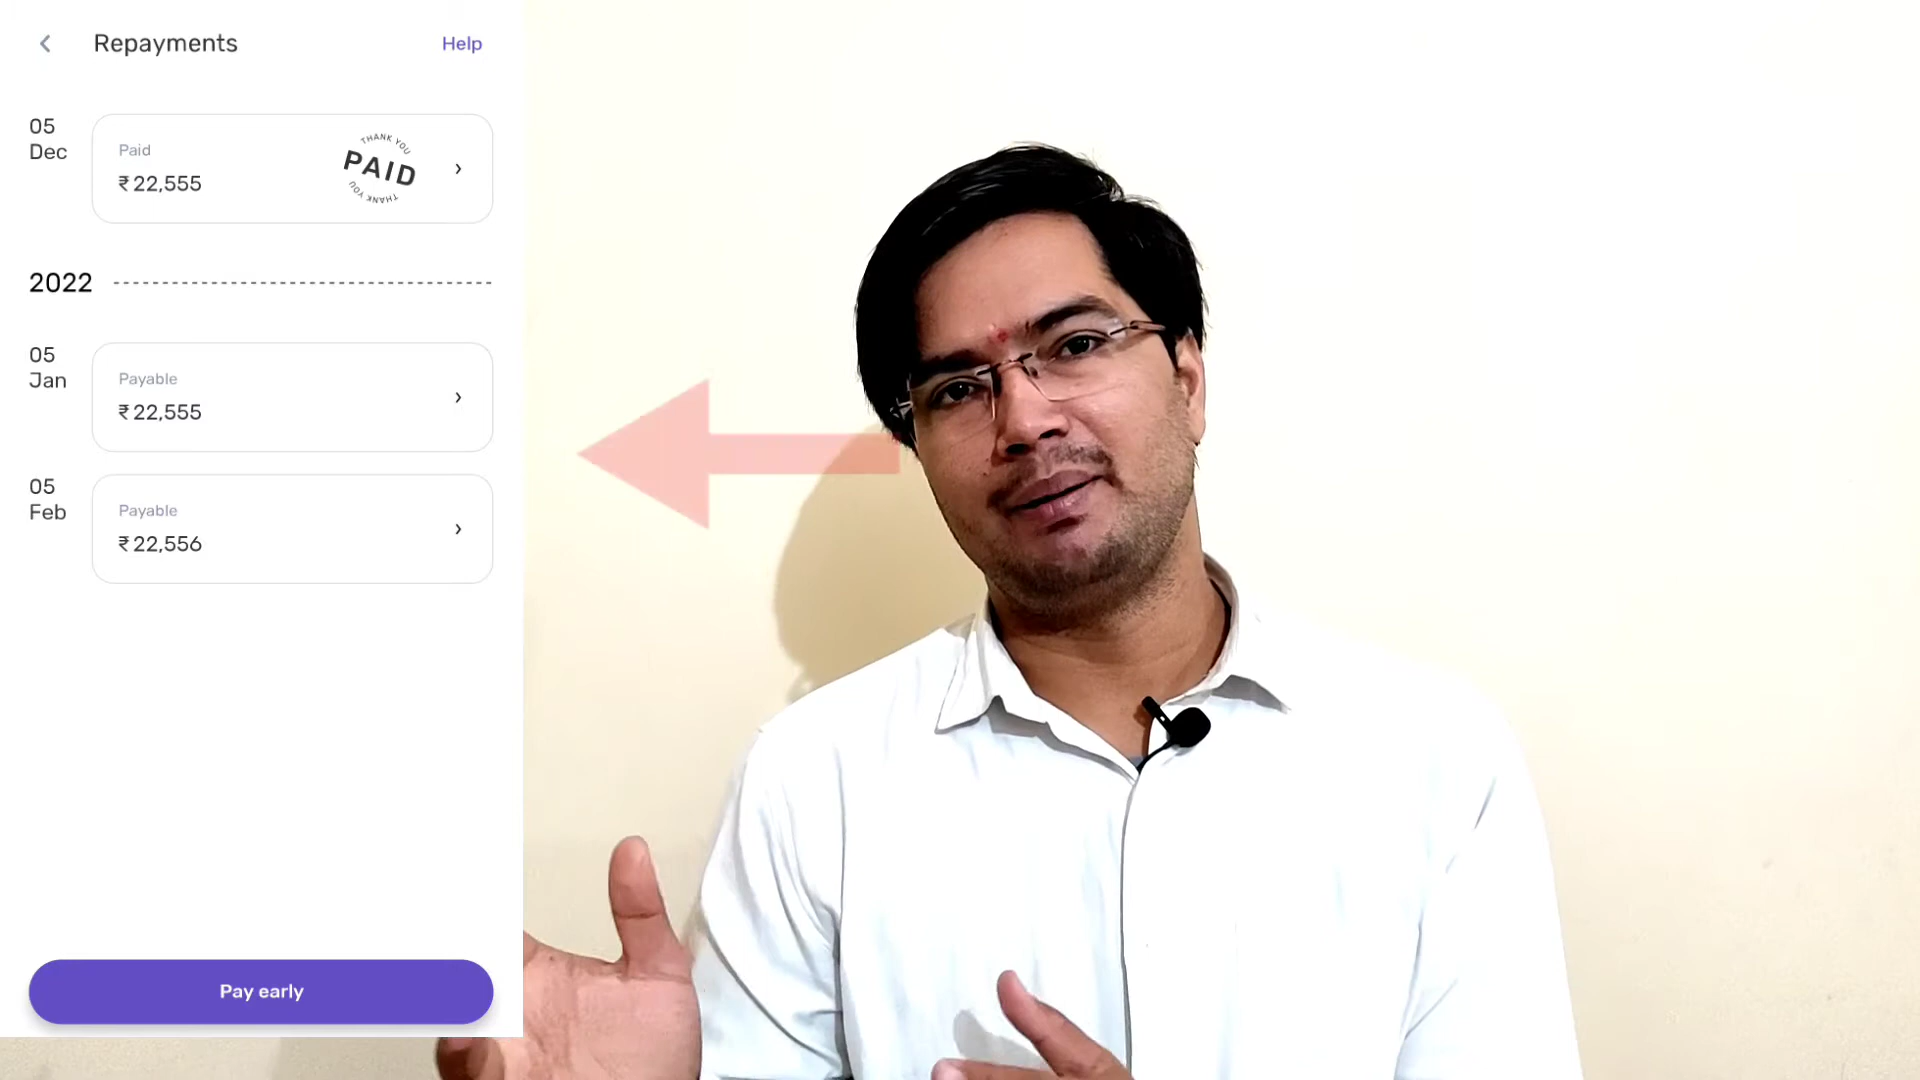 Repayments
Help
05
Dec
Paid
₹22,555
THANK YOU
PAID
THANK YOU
2022
05
Jan
Payable
₹22,555
05
Feb
Payable
₹22,556
Pay early